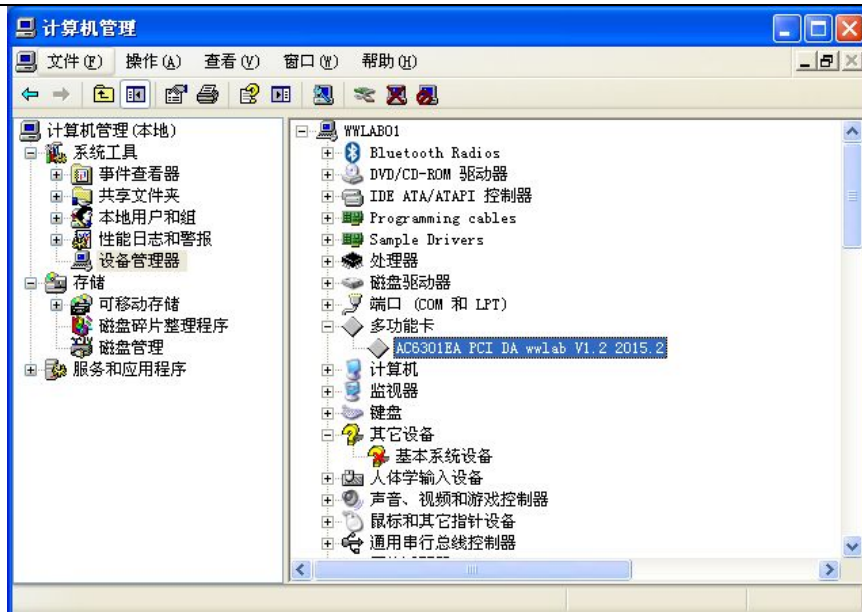 计算机管理
文件(F) 操作(A) 查看(V) 窗口(W) 帮助(H)
计算机管理(本地)
系统工具
事件查看器
共享文件夹
本地用户和组
性能日志和警报
设备管理器
存储
可移动存储
磁盘碎片整理程序
磁盘管理
服务和应用程序
WWLAB01
Bluetooth Radios
DVD/CD-ROM 驱动器
IDE ATA/ATAPI 控制器
Programming cables
Sample Drivers
处理器
磁盘驱动器
端口 (COM 和 LPT)
多功能卡
AC6301EA PCI DA wwlab V1.2 2015.2
计算机
监视器
键盘
其它设备
基本系统设备
人体学输入设备
声音、视频和游戏控制器
鼠标和其它指针设备
通用串行总线控制器